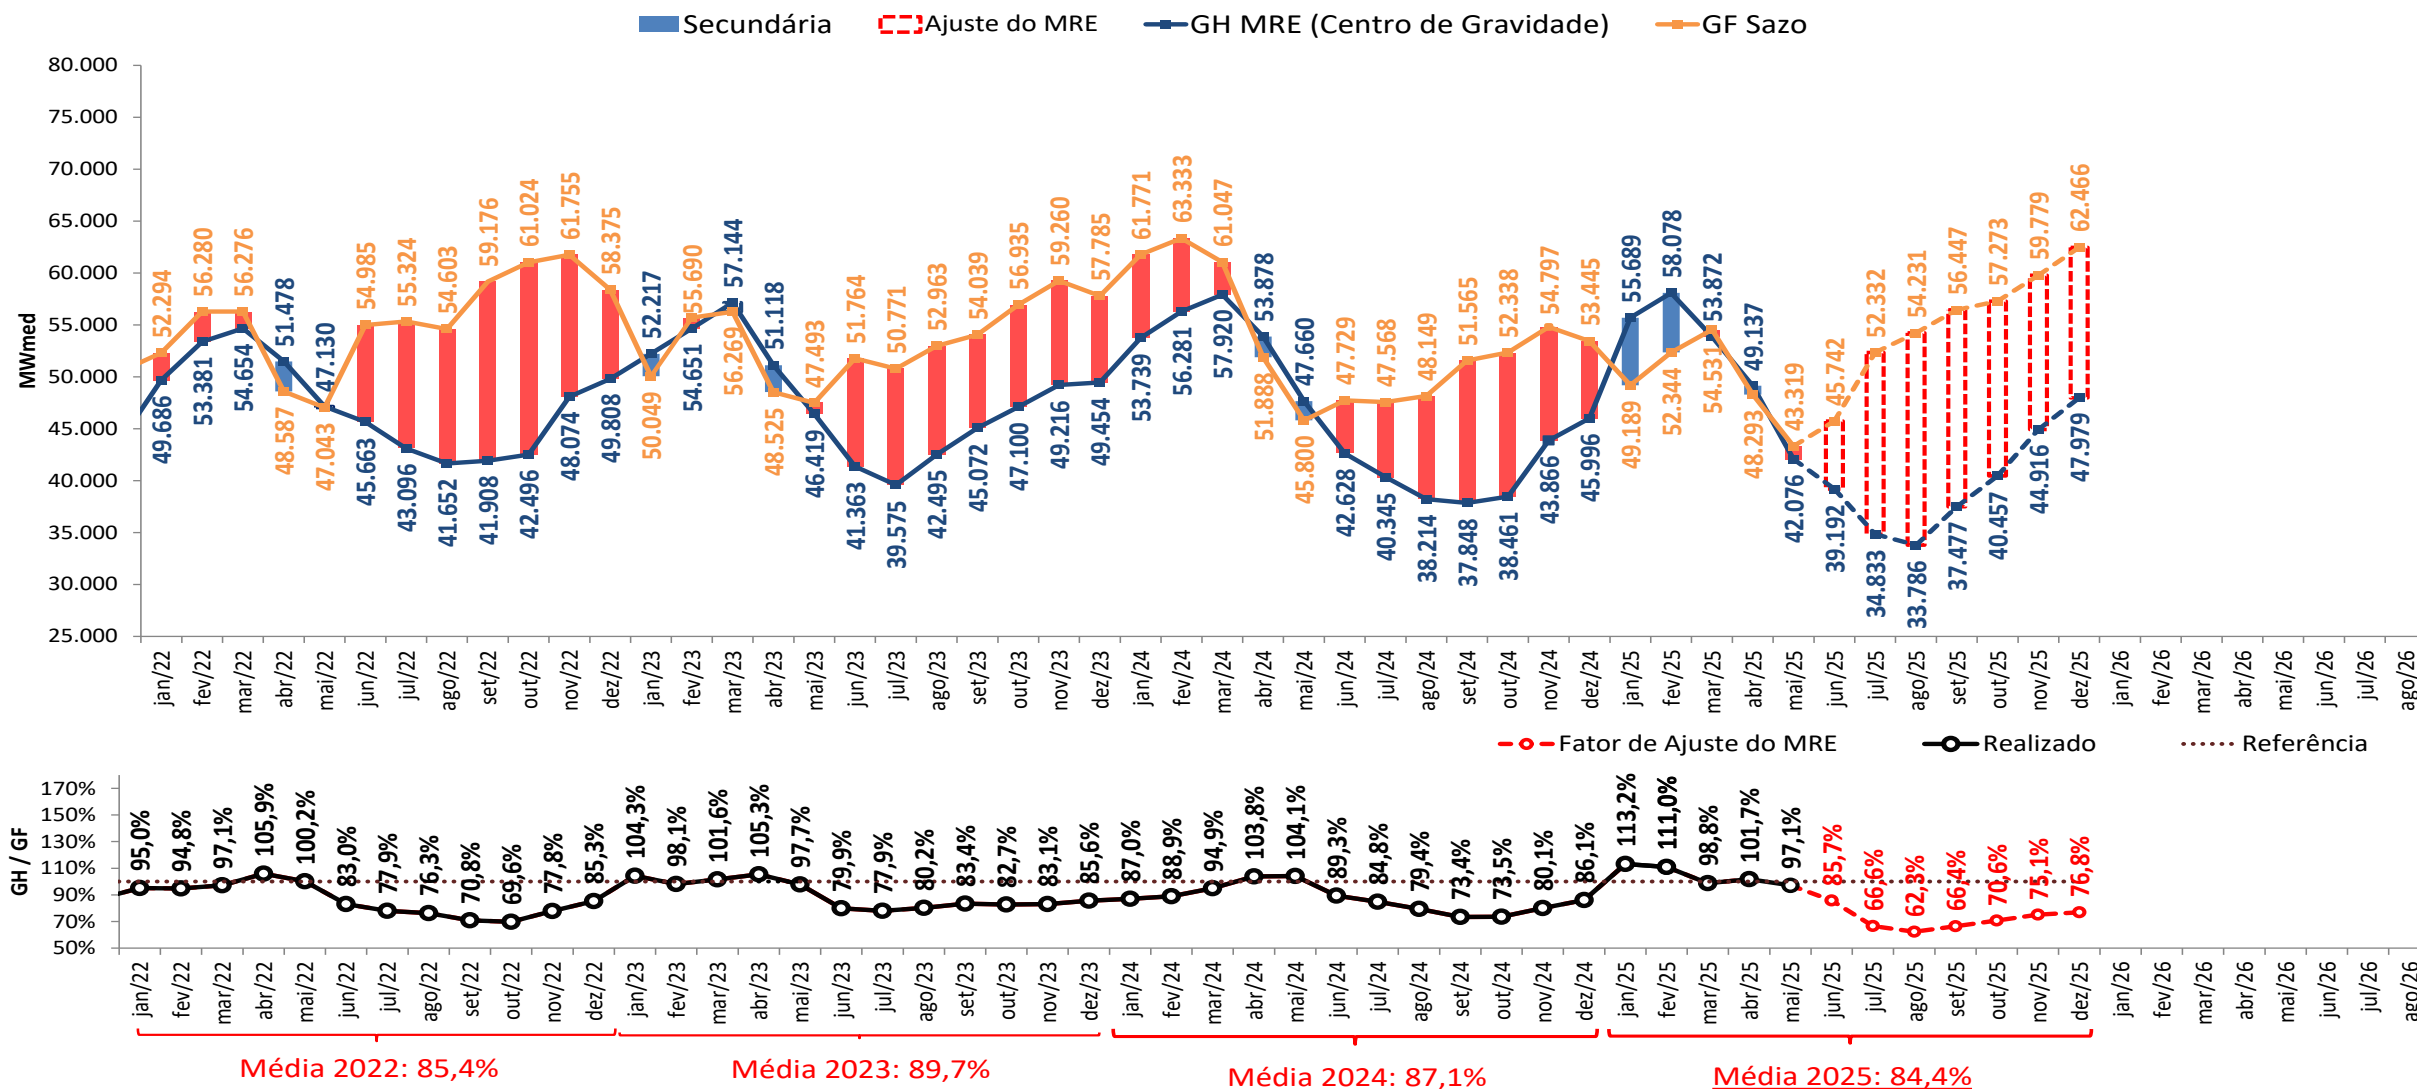 Secundária Ajuste do MRE GH MRE (Centro de Gravidade) GF Sazo
MWmed
80.000
75.000
70.000
65.000
60.000
55.000
50.000
45.000
40.000
35.000
30.000
25.000
52.294 56.280 56.276 48.587 47.043 54.985 55.324 54.603 59.176 61.024 61.755 58.375 50.049 55.690 56.269 48.525 47.493 51.764 50.771 52.963 54.039 56.935 59.260 57.785 61.771 63.333 61.047 51.888 45.800 47.729 47.568 48.149 51.565 52.338 54.797 53.445 49.189 52.344 54.531 48.293 43.319 45.742 52.332 54.231 56.447 57.273 59.779 62.466
49.686 53.381 54.654 51.478 47.130 45.663 43.096 41.652 41.908 42.496 48.074 49.808 52.217 54.651 57.144 51.118 46.419 41.363 39.575 42.495 45.072 47.100 49.216 49.454 53.739 56.281 57.920 53.878 47.660 42.628 40.345 38.214 37.848 38.461 43.866 45.996 55.689 58.078 53.872 49.137 42.076 39.192 34.833 33.786 37.477 40.457 44.916 47.979
jan/22 fev/22 mar/22 abr/22 mai/22 jun/22 jul/22 ago/22 set/22 out/22 nov/22 dez/22 jan/23 fev/23 mar/23 abr/23 mai/23 jun/23 jul/23 ago/23 set/23 out/23 nov/23 dez/23 jan/24 fev/24 mar/24 abr/24 mai/24 jun/24 jul/24 ago/24 set/24 out/24 nov/24 dez/24 jan/25 fev/25 mar/25 abr/25 mai/25 jun/25 jul/25 ago/25 set/25 out/25 nov/25 dez/25 jan/26 fev/26 mar/26 abr/26 mai/26 jun/26 jul/26 ago/26
Fator de Ajuste do MRE Realizado Referência
GH / GF
170%
150%
130%
110%
90%
70%
50%
95,0% 94,8% 97,1% 105,9% 100,2% 83,0% 77,9% 76,3% 70,8% 69,6% 77,8% 85,3% 104,3% 98,1% 101,6% 105,3% 97,7% 79,9% 77,9% 80,2% 83,4% 82,7% 83,1% 85,6% 87,0% 88,9% 94,9% 103,8% 104,1% 89,3% 84,8% 79,4% 73,4% 73,5% 80,1% 86,1% 113,2% 111,0% 98,8% 101,7% 97,1% 85,7% 66,6% 62,3% 66,4% 70,6% 75,1% 76,8%
jan/22 fev/22 mar/22 abr/22 mai/22 jun/22 jul/22 ago/22 set/22 out/22 nov/22 dez/22 jan/23 fev/23 mar/23 abr/23 mai/23 jun/23 jul/23 ago/23 set/23 out/23 nov/23 dez/23 jan/24 fev/24 mar/24 abr/24 mai/24 jun/24 jul/24 ago/24 set/24 out/24 nov/24 dez/24 jan/25 fev/25 mar/25 abr/25 mai/25 jun/25 jul/25 ago/25 set/25 out/25 nov/25 dez/25 jan/26 fev/26 mar/26 abr/26 mai/26 jun/26 jul/26
Média 2022: 85,4% Média 2023: 89,7% Média 2024: 87,1% Média 2025: 84,4%